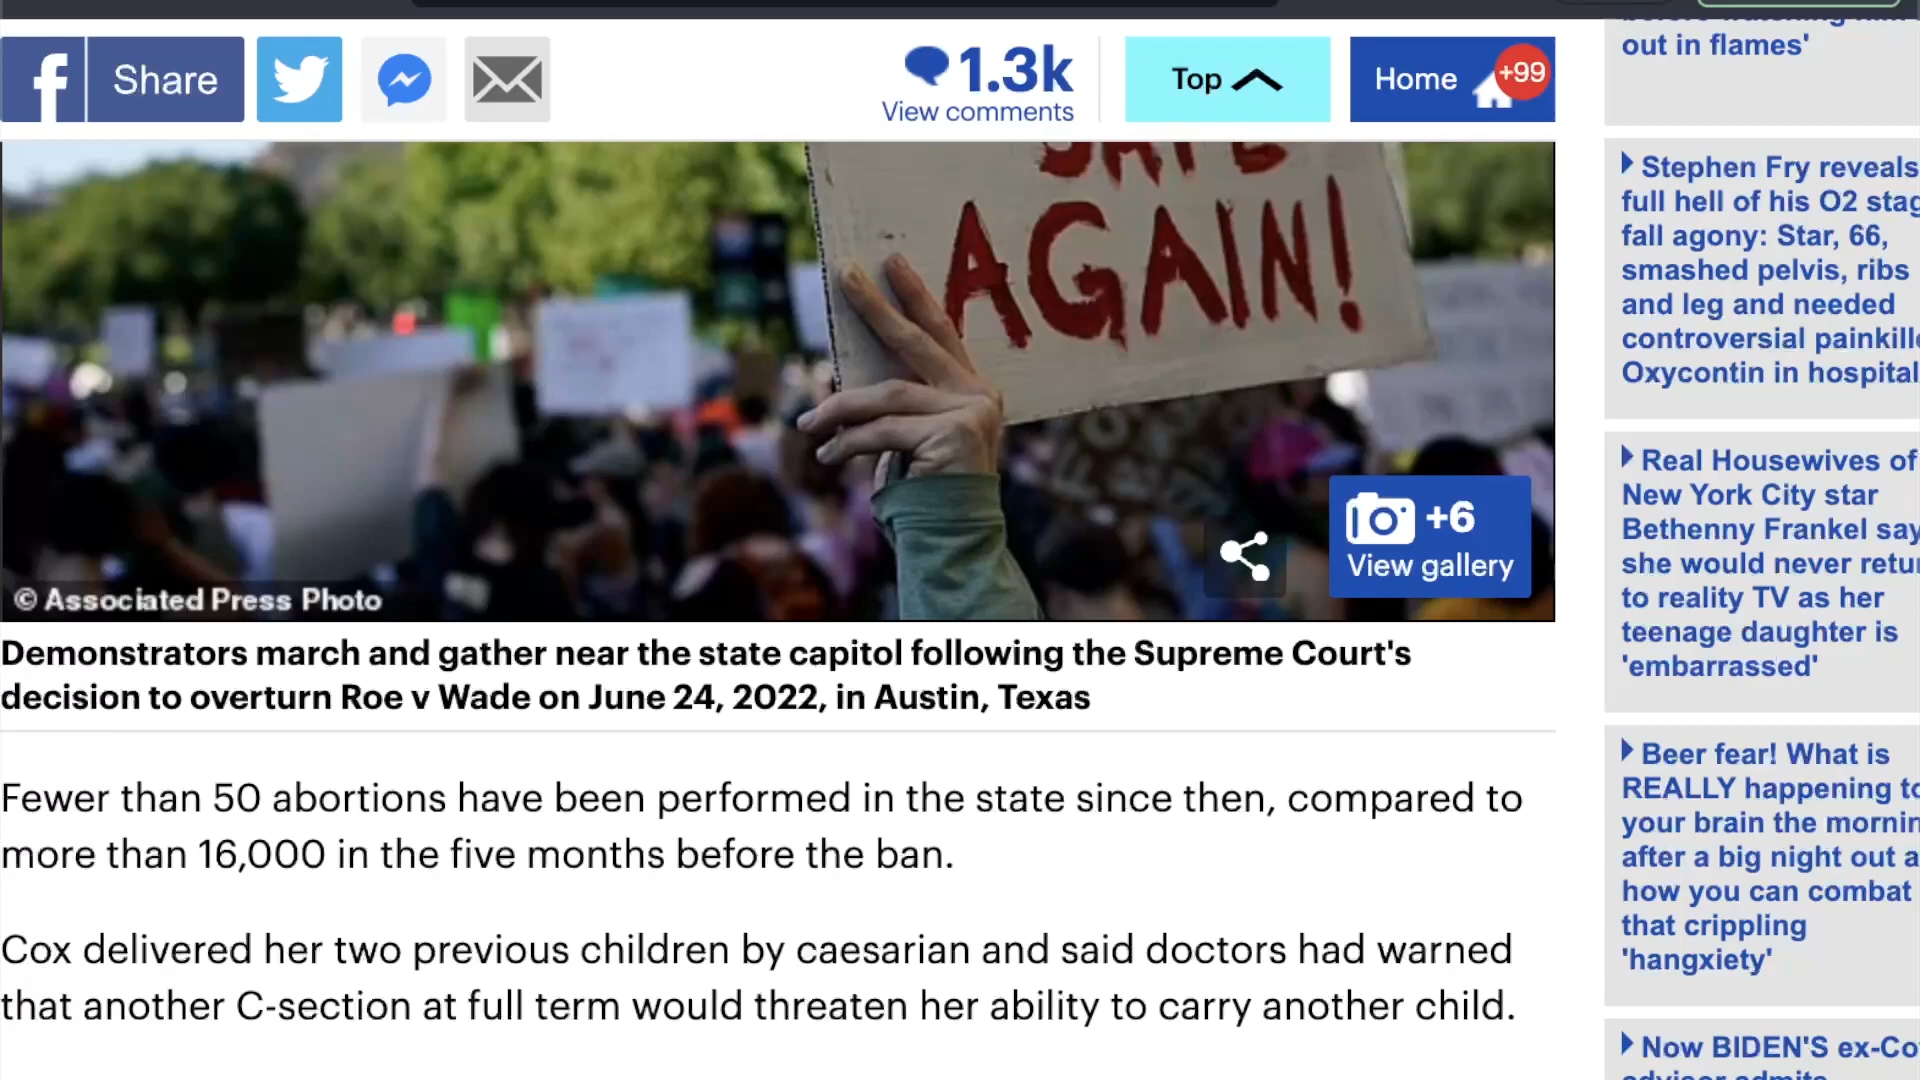 Share
1.3k
View comments
Top
Home
+99
SAFE
AGAIN!
+6
View gallery
© Associated Press Photo
Demonstrators march and gather near the state capitol following the Supreme Court's
decision to overturn Roe v Wade on June 24, 2022, in Austin, Texas
Fewer than 50 abortions have been performed in the state since then, compared to
more than 16,000 in the five months before the ban.
Cox delivered her two previous children by caesarian and said doctors had warned
that another C-section at full term would threaten her ability to carry another child.
out in flames'
Stephen Fry reveals
full hell of his O2 stag
fall agony: Star, 66,
smashed pelvis, ribs
and leg and needed
controversial painkille
Oxycontin in hospital
Real Housewives of
New York City star
Bethenny Frankel say
she would never retur
to reality TV as her
teenage daughter is
'embarrassed'
Beer fear! What is
REALLY happening to
your brain the mornin
after a big night out a
how you can combat
that crippling
'hangxiety'
Now BIDEN'S ex-Co